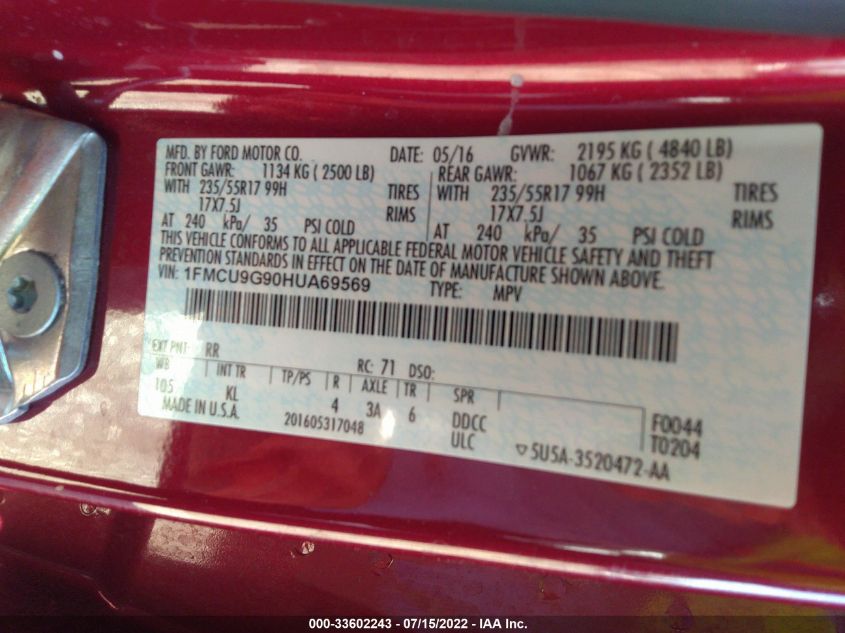 MFD. BY FORD MOTOR CO. DATE: 05/16 GVWR: 2195 KG ( 4840 LB)
FRONT GAWR: 1134 KG ( 2500 LB) REAR GAWR: 1067 KG ( 2352 LB)
WITH 235/55R17 99H TIRES WITH 235/55R17 99H TIRES
17X7.5J RIMS 17X7.5J RIMS
AT 240 kPa/ 35 PSI COLD AT 240 kPa/ 35 PSI COLD
THIS VEHICLE CONFORMS TO ALL APPLICABLE FEDERAL MOTOR VEHICLE SAFETY AND THEFT
PREVENTION STANDARDS IN EFFECT ON THE DATE OF MANUFACTURE SHOWN ABOVE.
VIN: 1FMCU9G90HUA69569 TYPE: MPV
EXT PNT: RR RC: 71 DSO:
WB INT TR TP/PS R AXLE TR SPR
105 KL 4 3A 6 DDCC F0044
MADE IN U.S.A. 201605317048 ULC ▽5U5A-3520472-AA T0204
000-33602243 - 07/15/2022 - IAA Inc.